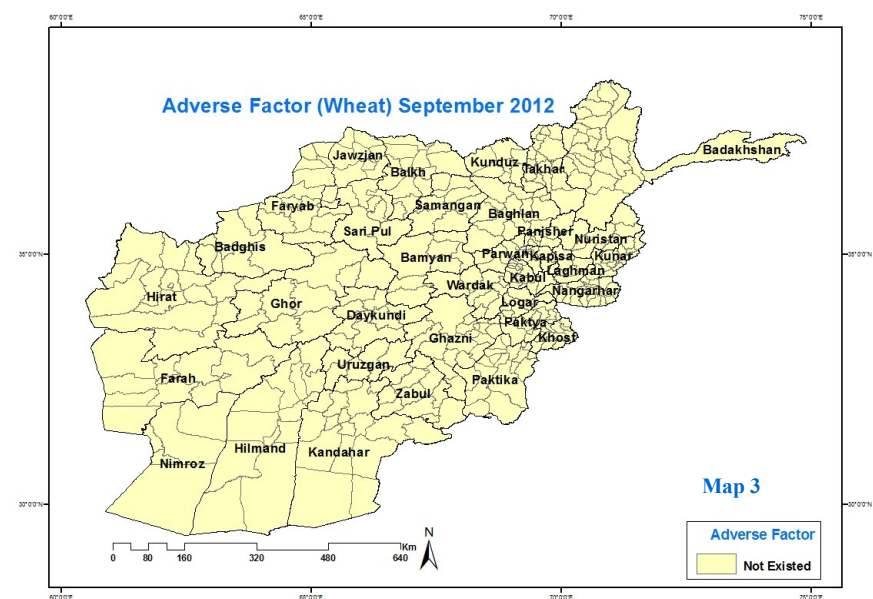 60°0'0"E 65°0'0"E 70°0'0"E 75°0'0"E
Adverse Factor (Wheat) September 2012
Badakhshan
Jawzjan
Kunduz
Balkh
Takhar
Faryab
Samangan
Baghlan
Sari Pul
Panjsher
Nuristan
Badghis
35°0'0"N
Parwan
Kapisa
Kunar
35°0'0"N
Bamyan
Laghman
Kabul
Wardak
Nangarhar
Hirat
Ghor
Logar
Daykundi
Paktya
Ghazni
Khost
Uruzgan
Farah
Paktika
Zabul
Hilmand
Kandahar
Nimroz
Map 3
30°0'0"N
30°0'0"N
Adverse Factor
Not Existed
N
Km
0 80 160 320 480 640
60°0'0"E 65°0'0"E 70°0'0"E 75°0'0"E